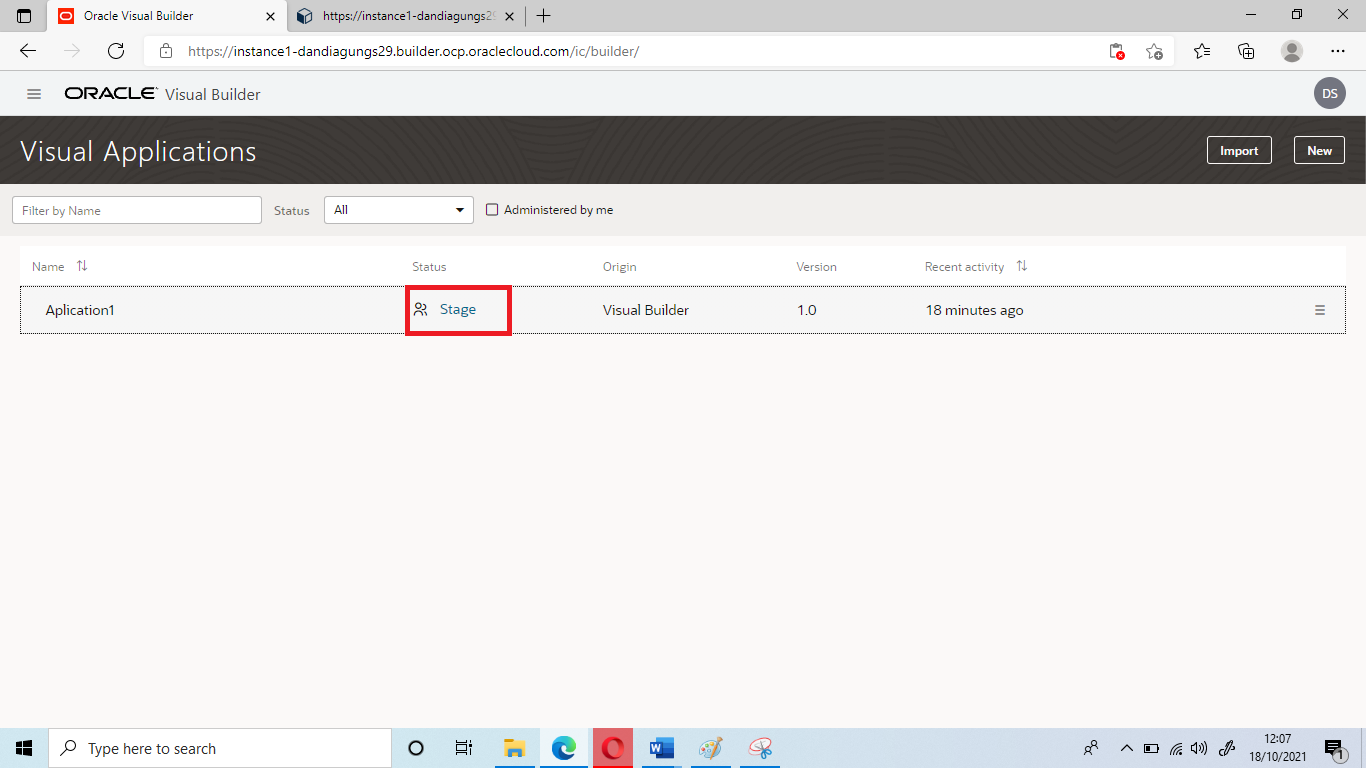 Oracle Visual Builder
https://instance1-dandiagungs29
https://instance1-dandiagungs29.builder.ocp.oraclecloud.com/ic/builder/
ORACLE Visual Builder
DS
Visual Applications
Import
New
Filter by Name
Status
All
Administered by me
Name
Status
Origin
Version
Recent activity
Aplication1
Stage
Visual Builder
1.0
18 minutes ago
Type here to search
12:07
18/10/2021
1